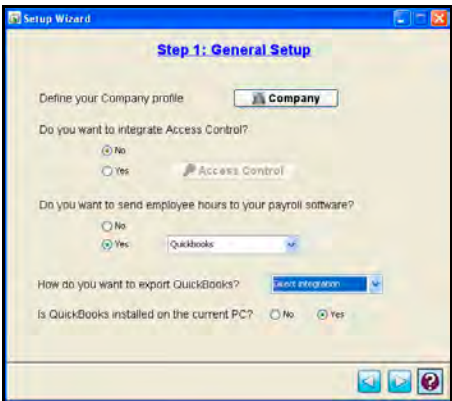 Setup Wizard
Step 1: General Setup
Define your Company profile
Company
Do you want to integrate Access Control?
No
Yes
Access Control
Do you want to send employee hours to your payroll software?
No
Yes
Quickbooks
How do you want to export QuickBooks?
Direct integration
Is QuickBooks installed on the current PC?
No
Yes